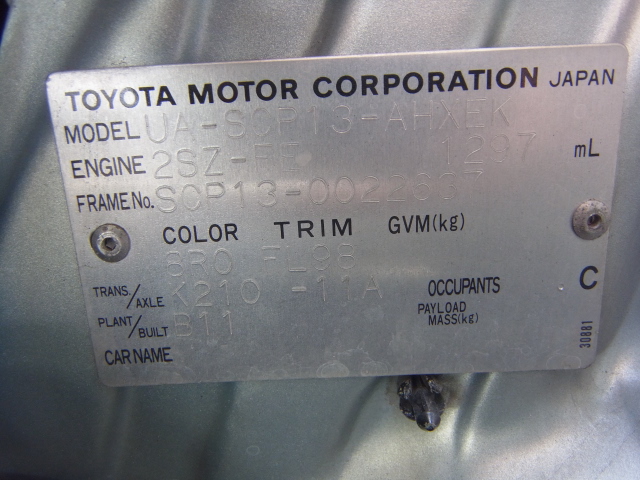 TOYOTA MOTOR CORPORATION JAPAN
MODEL UA-SCP13-AHXEK
ENGINE 2SZ-FE 1297 mL
FRAME No. SCP13-0022637
COLOR TRIM GVM(kg)
6R0 FL98
TRANS./AXLE K210 -11A OCCUPANTS C
PLANT/BUILT B11 PAYLOAD MASS(kg)
CAR NAME
30881